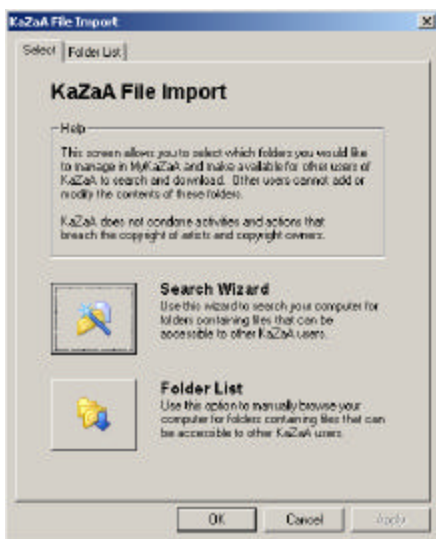 KaZaA File Import
Select
Folder List
KaZaA File Import
Help
This screen allows you to select which folders you would like
to manage in MyKaZaA and make available for other users of
KaZaA to search and download. Other users cannot add or
modify the contents of these folders.
KaZaA does not condone activities and actions that
breach the copyright of artists and copyright owners.
Search Wizard
Use this wizard to search your computer for
folders containing files that can be
accessible to other KaZaA users.
Folder List
Use this option to manually browse your
computer for folders containing files that can
be accessible to other KaZaA users.
OK
Cancel
Apply